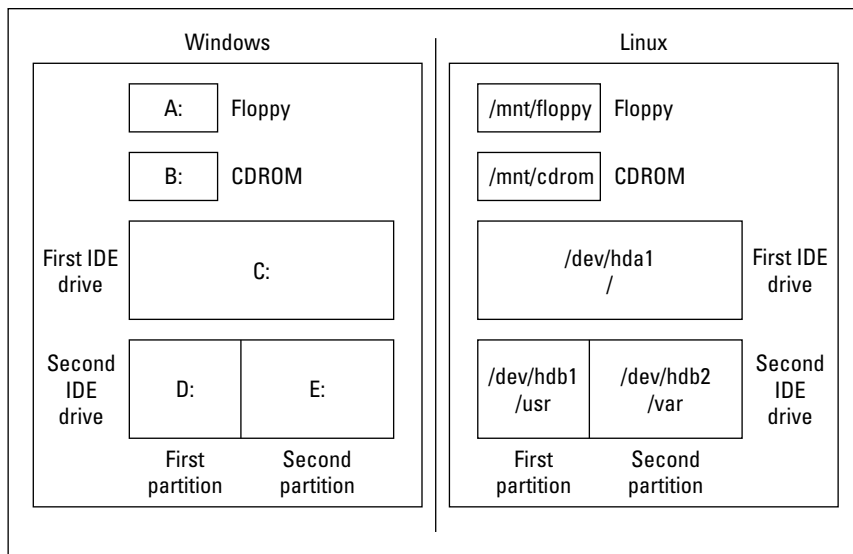 Windows
A: Floppy
B: CDROM
First IDE
drive
C:
Second
IDE
drive
D:
E:
First
partition
Second
partition
Linux
/mnt/floppy Floppy
/mnt/cdrom CDROM
/dev/hda1
/
First IDE
drive
/dev/hdb1
/usr
/dev/hdb2
/var
Second
IDE
drive
First
partition
Second
partition